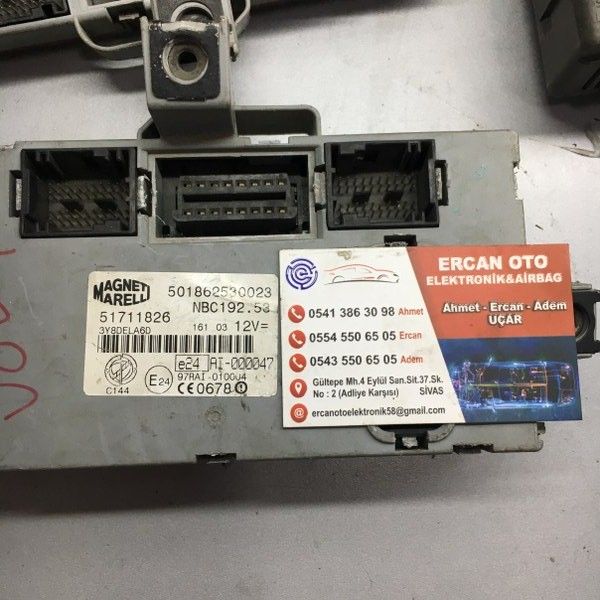 MAGNETI
MARELLI
501862530023
NBC192.53
51711826
161 03 12V=
3Y8DELA6D
e24 AI-000047
E24
97RAI-010004
C144
CE0678
ERCAN OTO
ELEKTRONİK&AİRBAG
Ahmet - Ercan - Adem
UÇAR
0541 386 30 98 Ahmet
0554 550 65 05 Ercan
0543 550 65 05 Adem
Gültepe Mh.4 Eylül San.Sit.37.Sk.
No : 2 (Adliye Karşısı) SİVAS
ercanotoelektronik58@gmail.com